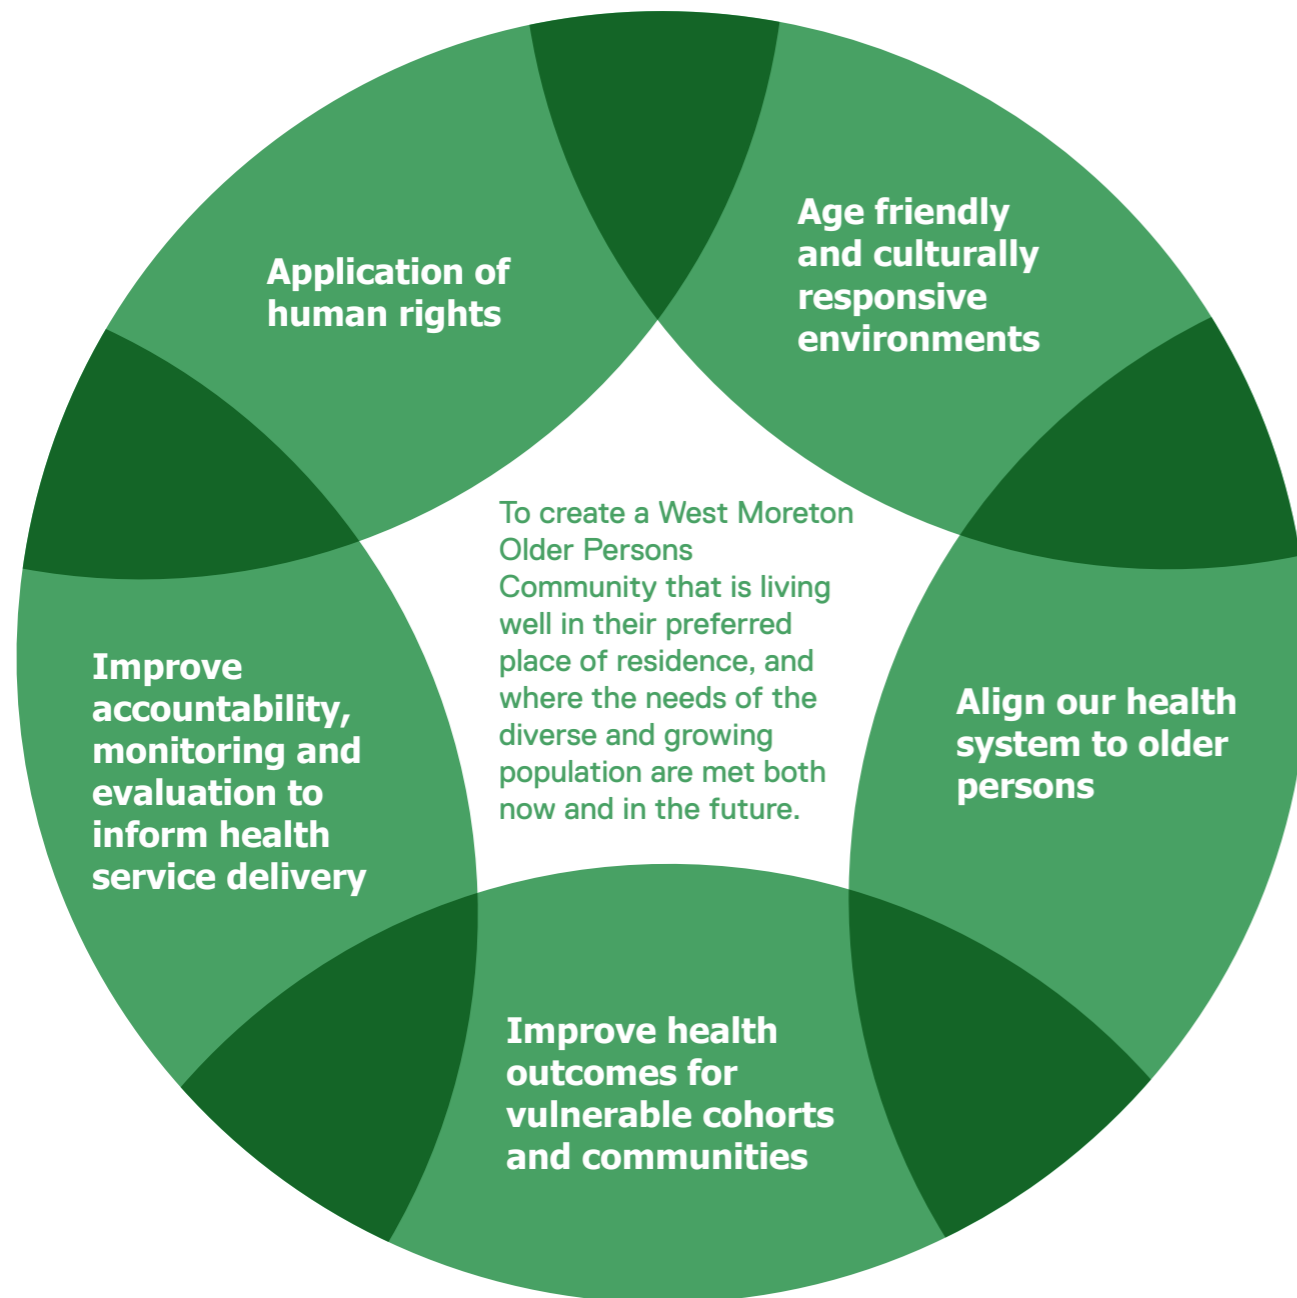 Application of
human rights
Age friendly
and culturally
responsive
environments
To create a West Moreton
Older Persons
Community that is living
well in their preferred
place of residence, and
where the needs of the
diverse and growing
population are met both
now and in the future.
Improve
accountability,
monitoring and
evaluation to
inform health
service delivery
Align our health
system to older
persons
Improve health
outcomes for
vulnerable cohorts
and communities